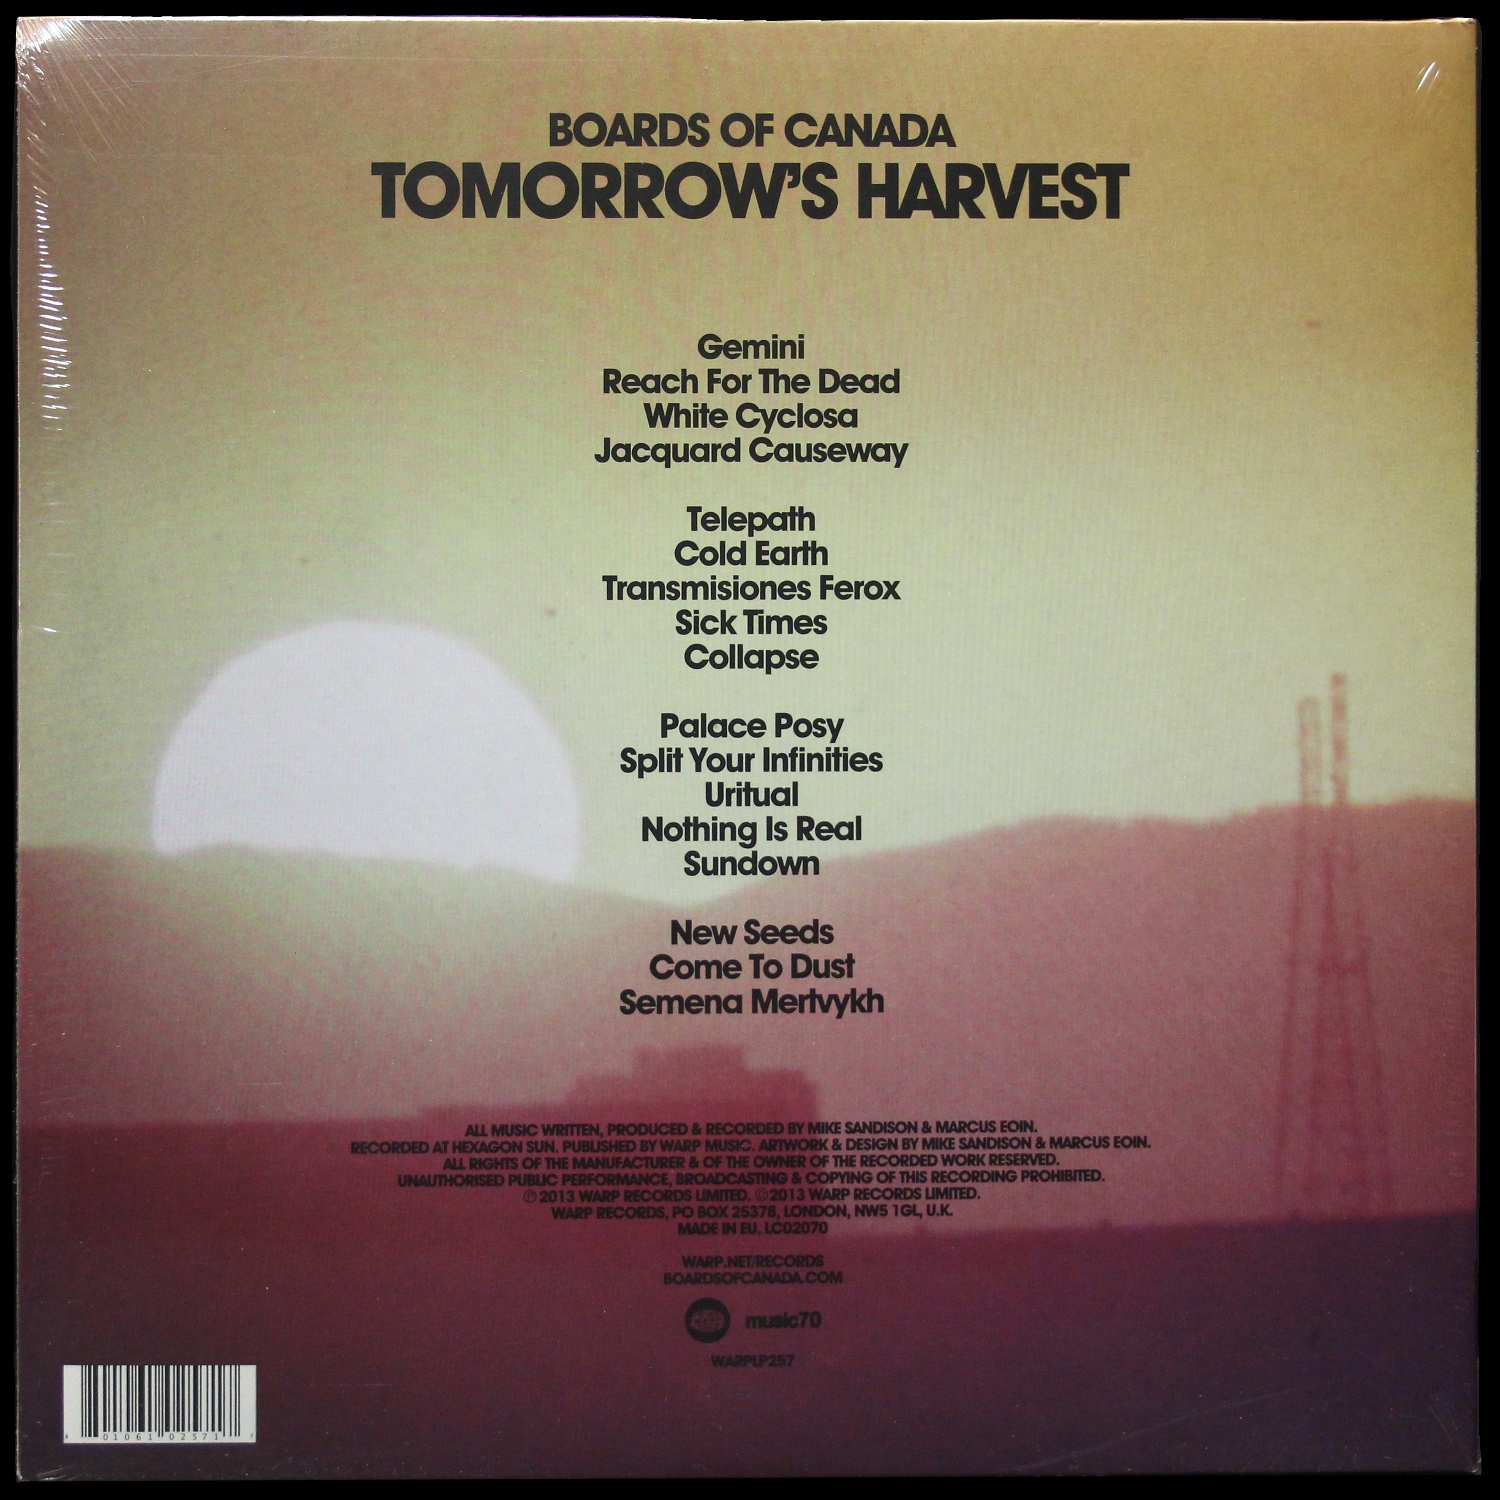 BOARDS OF CANADA
TOMORROW'S HARVEST
Gemini
Reach For The Dead
White Cyclosa
Jacquard Causeway
Telepath
Cold Earth
Transmisiones Ferox
Sick Times
Collapse
Palace Posy
Split Your Infinities
Uritual
Nothing Is Real
Sundown
New Seeds
Come To Dust
Semena Mertvykh
ALL MUSIC WRITTEN, PRODUCED & RECORDED BY MIKE SANDISON & MARCUS EOIN.
RECORDED AT HEXAGON SUN. PUBLISHED BY WARP MUSIC. ARTWORK & DESIGN BY MIKE SANDISON & MARCUS EOIN.
ALL RIGHTS OF THE MANUFACTURER & OF THE OWNER OF THE RECORDED WORK RESERVED.
UNAUTHORISED PUBLIC PERFORMANCE, BROADCASTING & COPYING OF THIS RECORDING PROHIBITED.
℗ 2013 WARP RECORDS LIMITED. © 2013 WARP RECORDS LIMITED.
WARP RECORDS, PO BOX 25378, LONDON, NW5 1GL, U.K.
MADE IN EU. LC02070
WARP.NET/RECORDS
BOARDSOFCANADA.COM
music70
WARPLP257
01061 02571